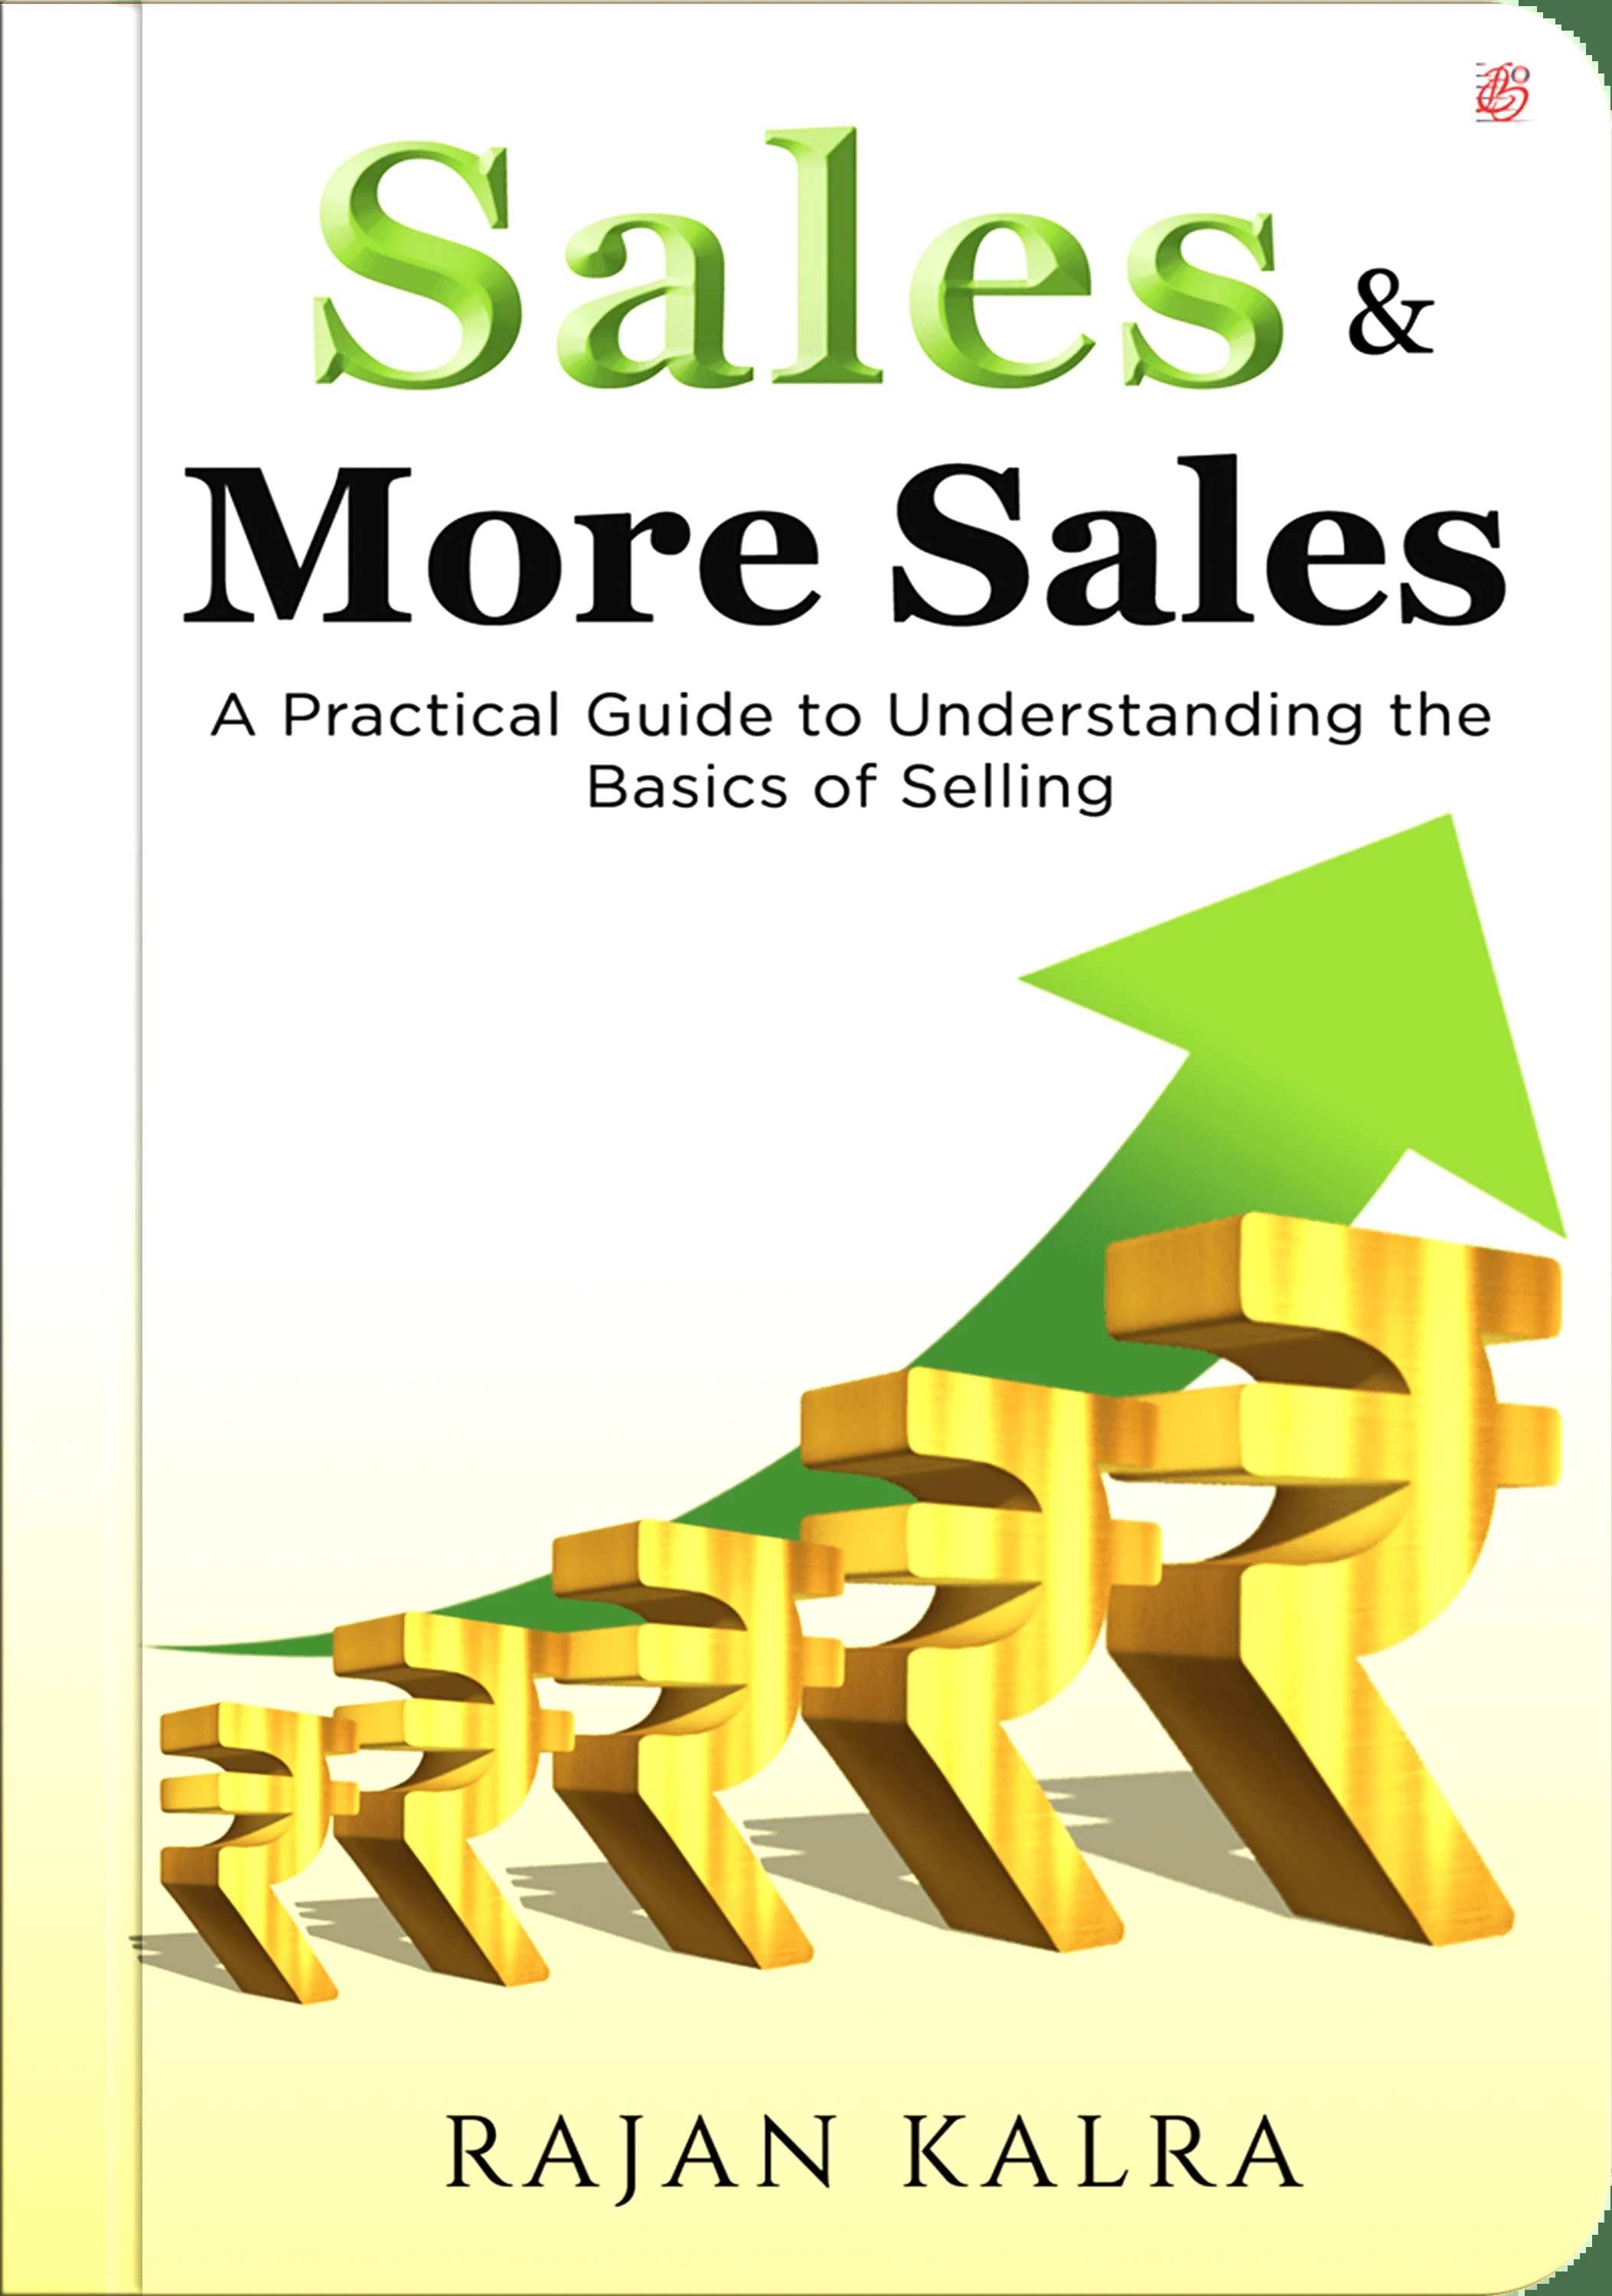 Sales &
More Sales
A Practical Guide to Understanding the
Basics of Selling
RAJAN KALRA